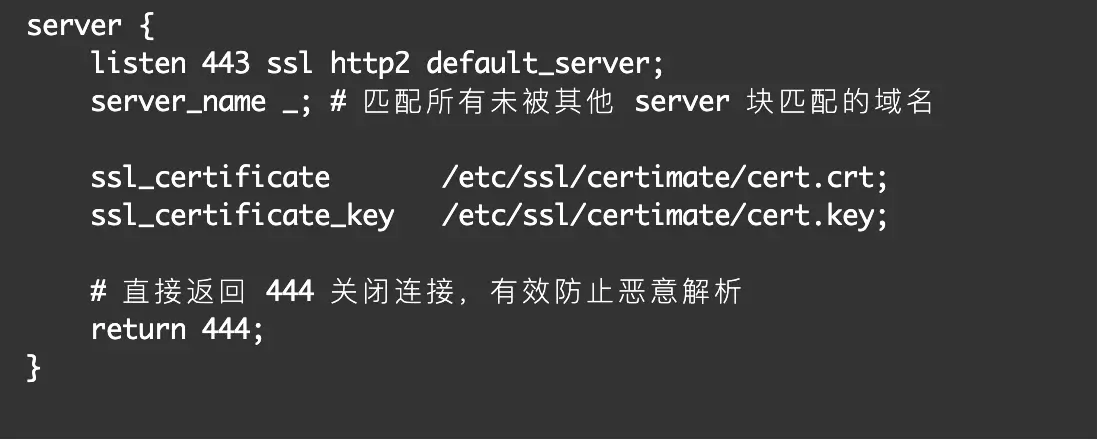 server {
    listen 443 ssl http2 default_server;
    server_name _; # 匹配所有未被其他 server 块匹配的域名
    ssl_certificate       /etc/ssl/certimate/cert.crt;
    ssl_certificate_key   /etc/ssl/certimate/cert.key;
    # 直接返回 444 关闭连接, 有效防止恶意解析
    return 444;
}